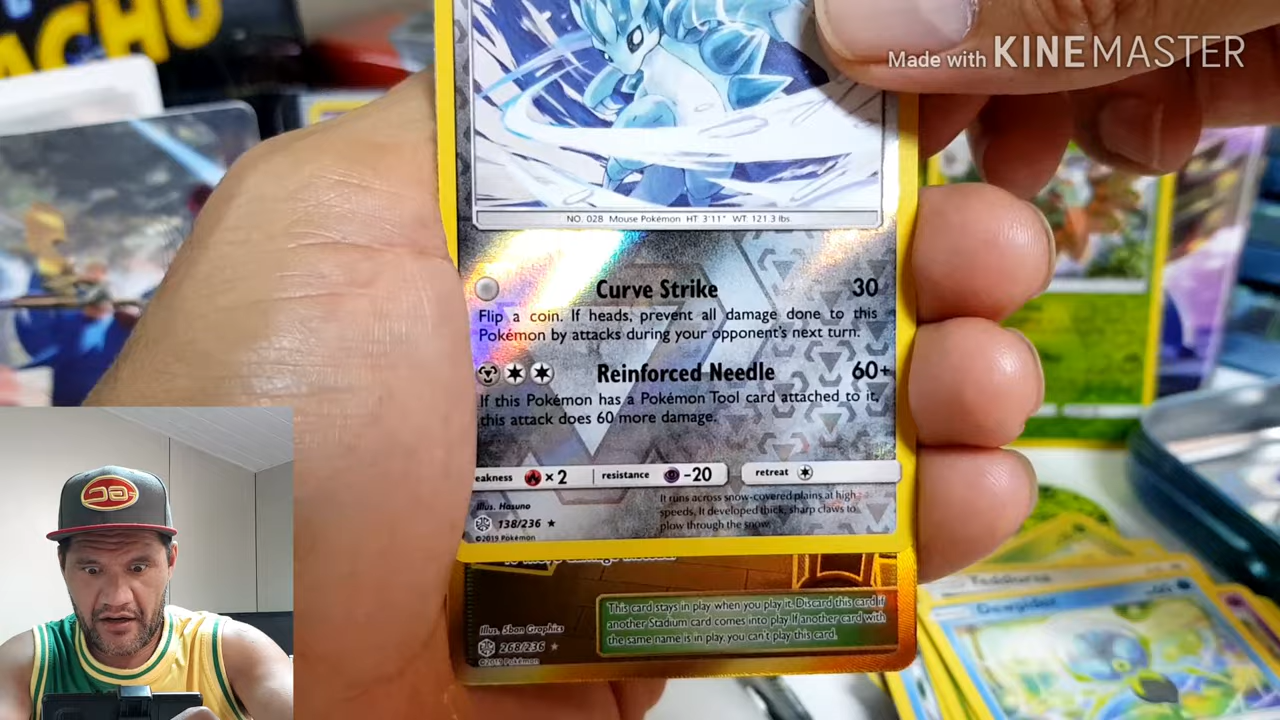 ACHU
Made with KINEMASTER
NO. 028 Mouse Pokémon HT: 3'11" WT: 121.3 lbs.
Curve Strike 30
Flip a coin. If heads, prevent all damage done to this
Pokémon by attacks during your opponent's next turn.
Reinforced Needle 60+
If this Pokémon has a Pokémon Tool card attached to it,
this attack does 60 more damage.
eakness ×2 resistance -20 retreat
Illus. Hasuno
138/236 ★
©2019 Pokémon
It runs across snow-covered plains at high
speeds. It developed thick, sharp claws to
plow through the snow.
This card stays in play when you play it. Discard this card if
another Stadium card comes into play. If another card with
the same name is in play, you can't play this card.
Illus. 5ban Graphics
268/236 ★
©2019 Pokémon
Dewpider